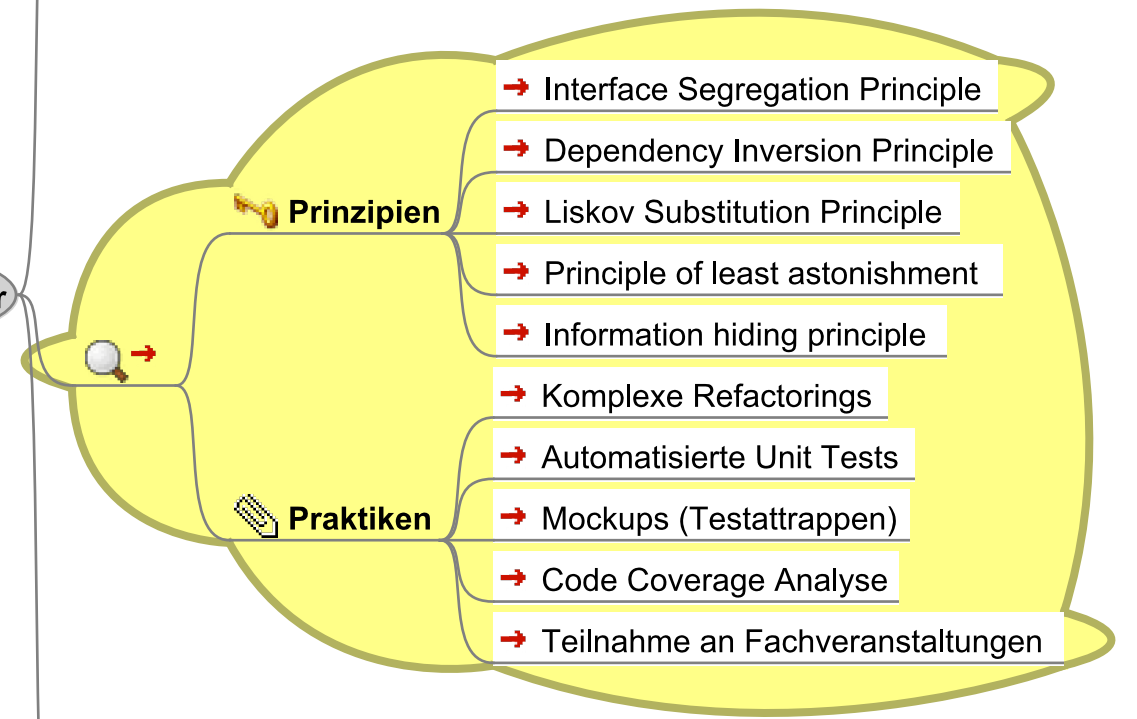 Interface Segregation Principle
Dependency Inversion Principle
Prinzipien
Liskov Substitution Principle
Principle of least astonishment
Information hiding principle
r
Komplexe Refactorings
Automatisierte Unit Tests
Praktiken
Mockups (Testattrappen)
Code Coverage Analyse
Teilnahme an Fachveranstaltungen